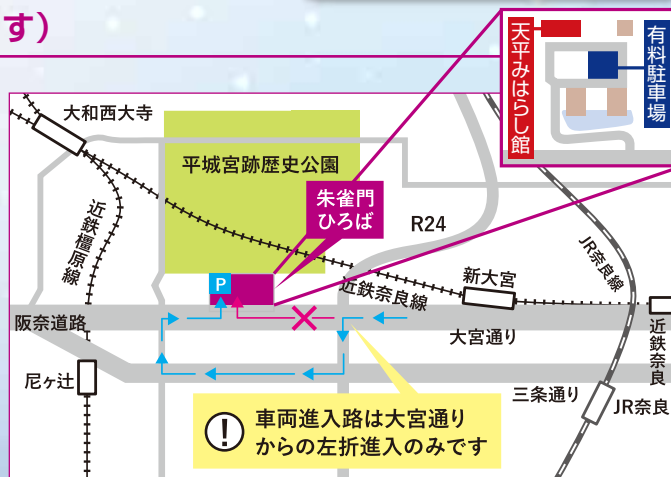 す)
天平みはらし館
有料駐車場
大和西大寺
平城宮跡歴史公園
朱雀門
ひろば
R24
近鉄橿原線
P
近鉄奈良線
新大宮
JR奈良線
阪奈道路
大宮通り
近鉄奈良
尼ヶ辻
三条通り
JR奈良
! 車両進入路は大宮通り
からの左折進入のみです